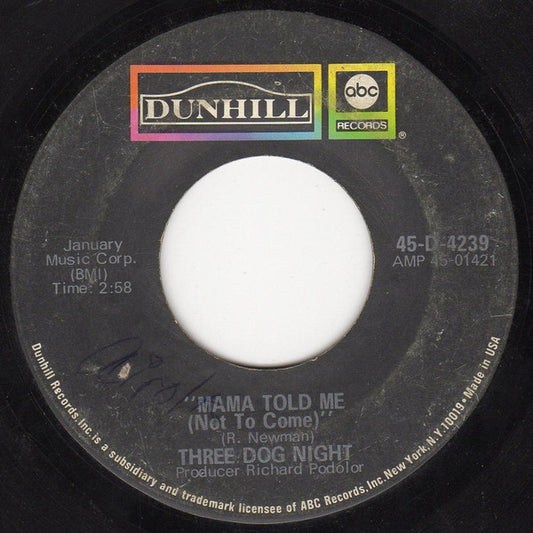 DUNHILL
abc
RECORDS
®
January
Music Corp.
(BMI)
Time: 2:58
45-D-4239
AMP 45-01421
"MAMA TOLD ME
(Not To Come)"
(R. Newman)
THREE DOG NIGHT
Producer Richard Podolor
Dunhill Records, Inc. is a subsidiary and trademark licensee of ABC Records, Inc. New York, N.Y. 10019 • Made in USA